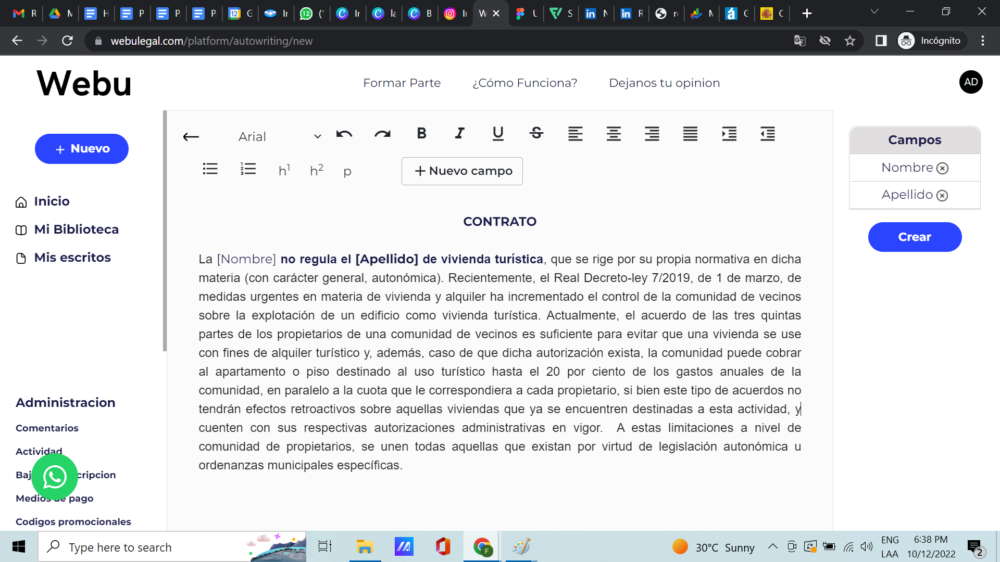 R M H P P P G In (1 In la B In W U S N R re M C C
webulegal.com/platform/autowriting/new
Incógnito
Webu
Formar Parte ¿Cómo Funciona? Dejanos tu opinion
AD
+ Nuevo
Inicio
Mi Biblioteca
Mis escritos
Administracion
Comentarios
Actividad
Baj cripcion
Medios de pago
Codigos promocionales
Arial B I U S
h1 h2 p + Nuevo campo
CONTRATO
La [Nombre] no regula el [Apellido] de vivienda turística, que se rige por su propia normativa en dicha
materia (con carácter general, autonómica). Recientemente, el Real Decreto-ley 7/2019, de 1 de marzo, de
medidas urgentes en materia de vivienda y alquiler ha incrementado el control de la comunidad de vecinos
sobre la explotación de un edificio como vivienda turística. Actualmente, el acuerdo de las tres quintas
partes de los propietarios de una comunidad de vecinos es suficiente para evitar que una vivienda se use
con fines de alquiler turístico y, además, caso de que dicha autorización exista, la comunidad puede cobrar
al apartamento o piso destinado al uso turístico hasta el 20 por ciento de los gastos anuales de la
comunidad, en paralelo a la cuota que le correspondiera a cada propietario, si bien este tipo de acuerdos no
tendrán efectos retroactivos sobre aquellas viviendas que ya se encuentren destinadas a esta actividad, y
cuenten con sus respectivas autorizaciones administrativas en vigor. A estas limitaciones a nivel de
comunidad de propietarios, se unen todas aquellas que existan por virtud de legislación autonómica u
ordenanzas municipales específicas.
Campos
Nombre
Apellido
Crear
Type here to search
30°C Sunny
ENG
LAA
6:38 PM
10/12/2022
2